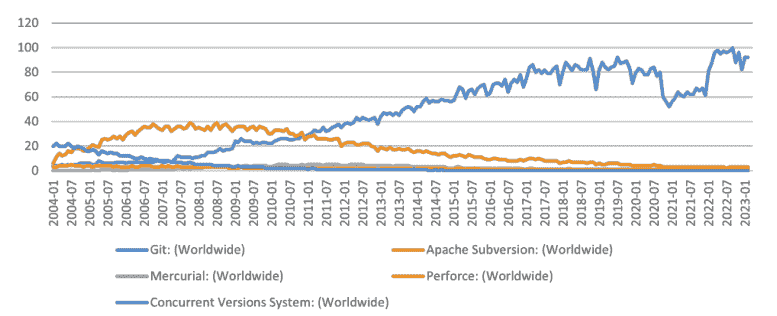 120
100
80
60
40
20
0
2004-01 2004-07 2005-01 2005-07 2006-01 2006-07 2007-01 2007-07 2008-01 2008-07 2009-01 2009-07 2010-01 2010-07 2011-01 2011-07 2012-01 2012-07 2013-01 2013-07 2014-01 2014-07 2015-01 2015-07 2016-01 2016-07 2017-01 2017-07 2018-01 2018-07 2019-01 2019-07 2020-01 2020-07 2021-01 2021-07 2022-01 2022-07 2023-01
Git: (Worldwide) Apache Subversion: (Worldwide)
Mercurial: (Worldwide) Perforce: (Worldwide)
Concurrent Versions System: (Worldwide)